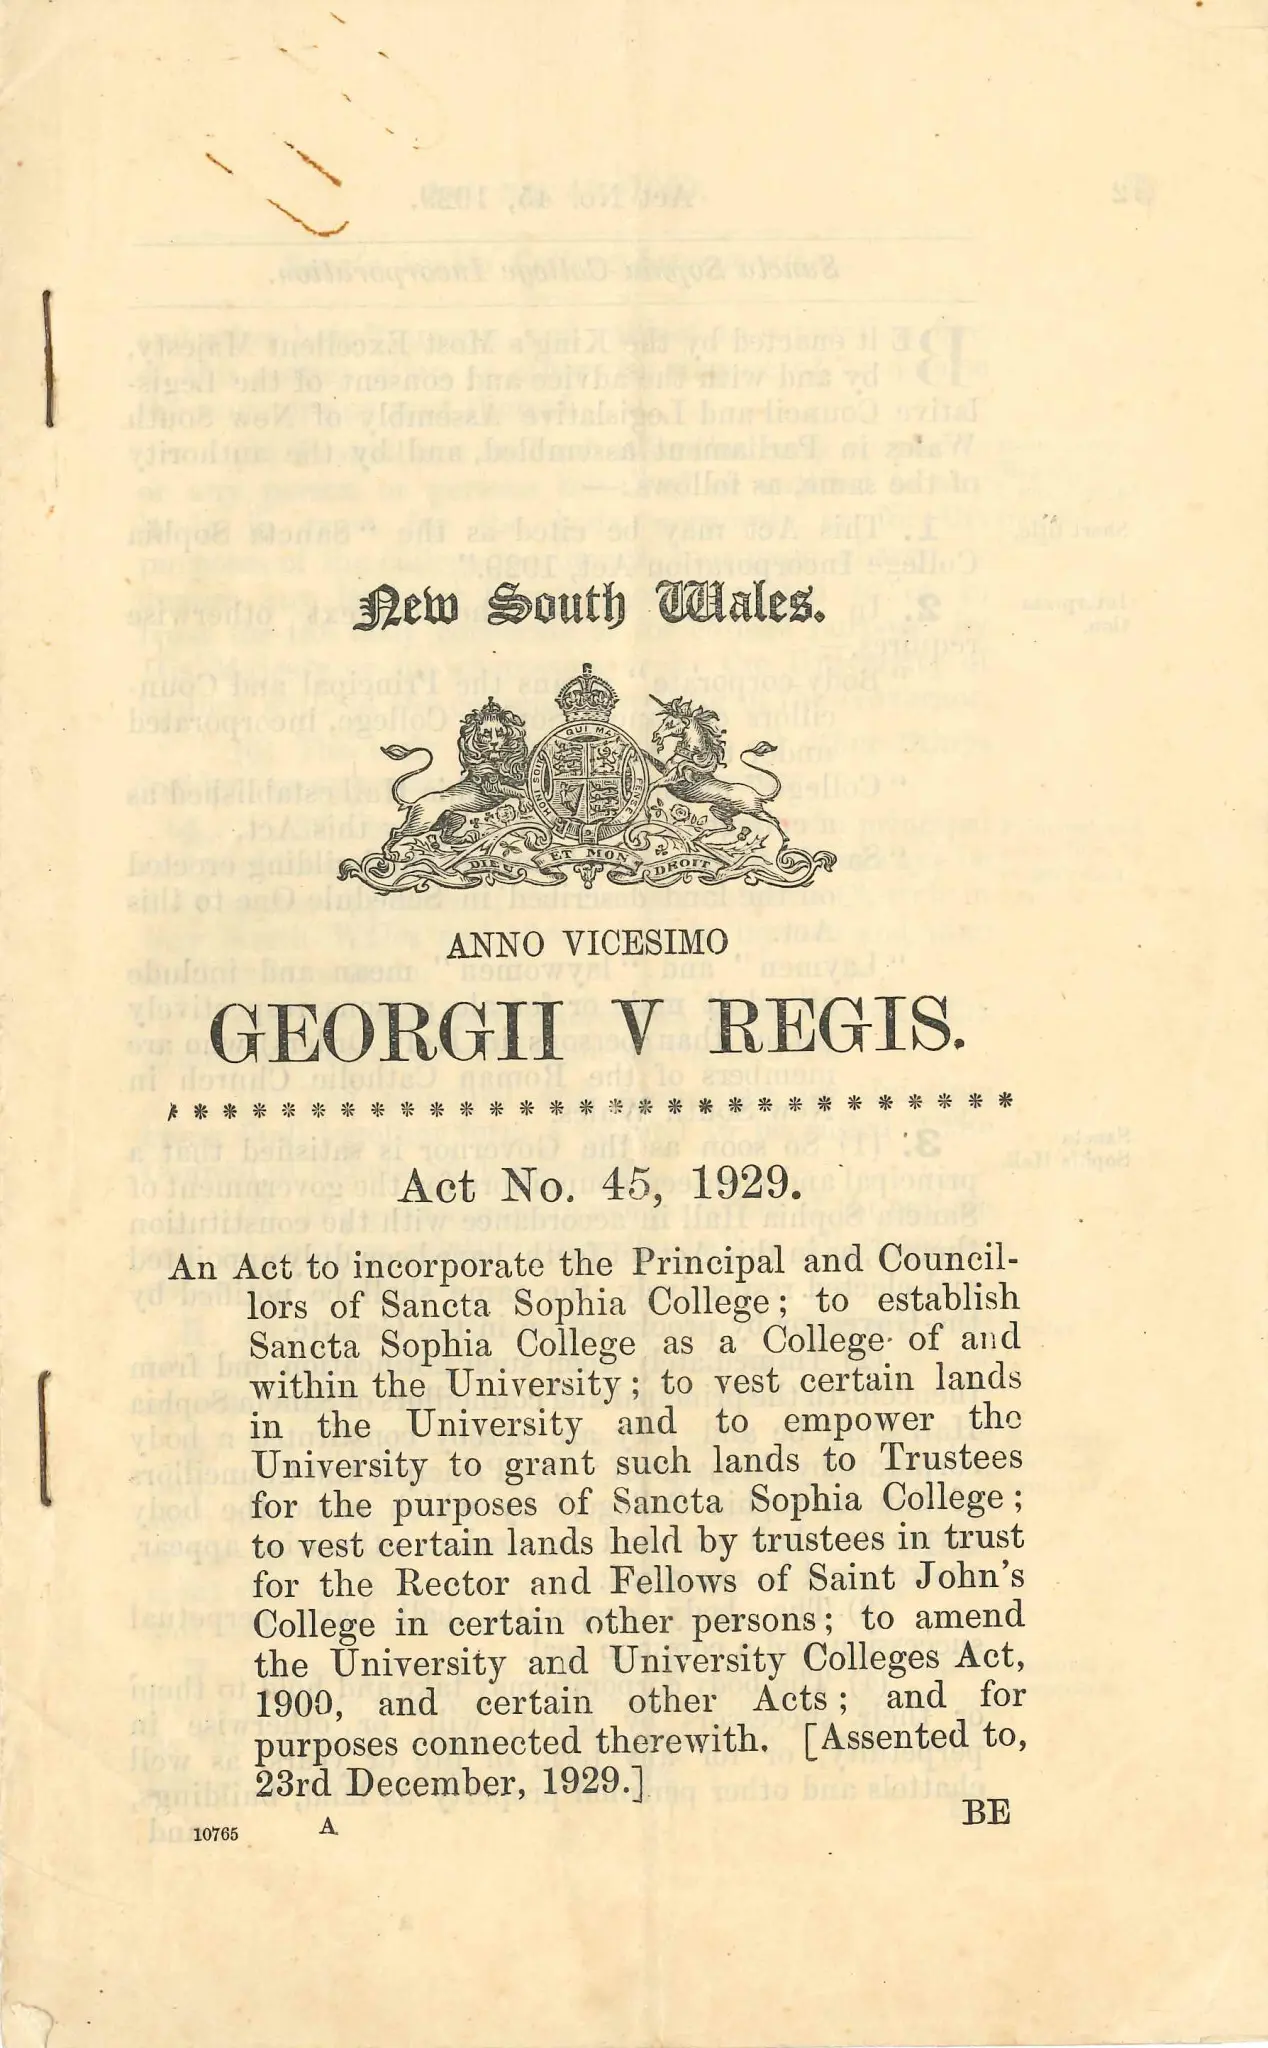 New South Wales.
HONI SOIT QUI MAL PENSE
DIEU ET MON DROIT
ANNO VICESIMO
GEORGII V REGIS.
* * * * * * * * * * * * * * * * * * * * * * * * * * * * *
Act No. 45, 1929.
An Act to incorporate the Principal and Council-
lors of Sancta Sophia College; to establish
Sancta Sophia College as a College of and
within the University; to vest certain lands
in the University and to empower the
University to grant such lands to Trustees
for the purposes of Sancta Sophia College;
to vest certain lands held by trustees in trust
for the Rector and Fellows of Saint John's
College in certain other persons; to amend
the University and University Colleges Act,
1900, and certain other Acts; and for
purposes connected therewith. [Assented to,
23rd December, 1929.]
10765 A BE